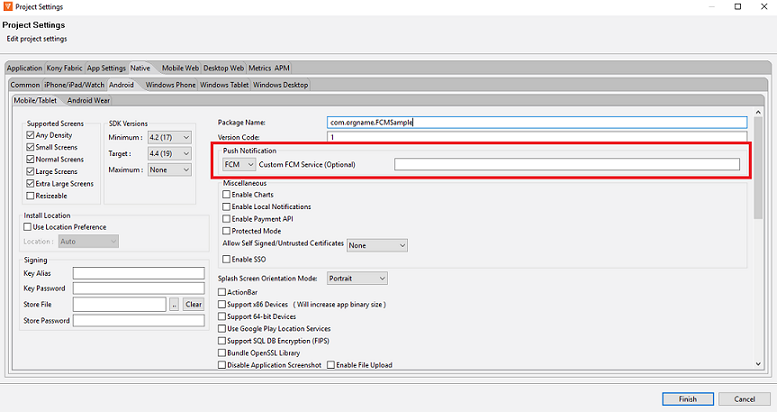 Project Settings
Project Settings
Edit project settings
Application Kony Fabric App Settings Native Mobile Web Desktop Web Metrics APM
Common iPhone/iPad/Watch Android Windows Phone Windows Tablet Windows Desktop
Mobile/Tablet Android Wear
Supported Screens
Any Density
Small Screens
Normal Screens
Large Screens
Extra Large Screens
Resizeable
SDK Versions
Minimum : 4.2 (17)
Target : 4.4 (19)
Maximum : None
Install Location
Use Location Preference
Location : Auto
Signing
Key Alias
Key Password
Store File .. Clear
Store Password
Package Name: com.orgname.FCMSample
Version Code: 1
Push Notification
FCM Custom FCM Service (Optional)
Miscellaneous
Enable Charts
Enable Local Notifications
Enable Payment API
Protected Mode
Allow Self Signed/Untrusted Certificates None
Enable SSO
Splash Screen Orientation Mode: Portrait
ActionBar
Support x86 Devices ( Will increase app binary size )
Support 64-bit Devices
Use Google Play Location Services
Support SQL DB Encryption (FIPS)
Bundle OpenSSL Library
Disable Application Screenshot Enable File Upload
Finish Cancel